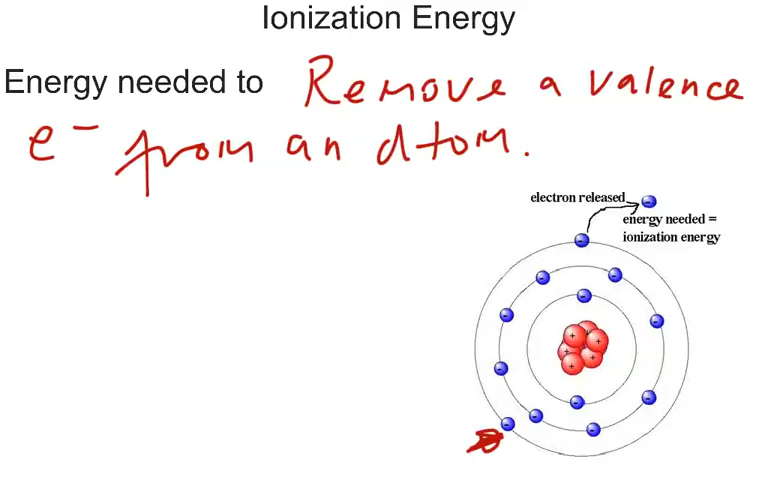 Ionization Energy
Energy needed to Remove a valence
e⁻ from an atom.
electron released
energy needed =
ionization energy